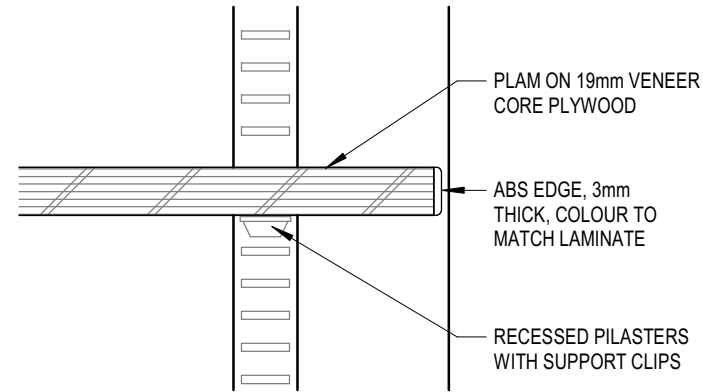 PLAM ON 19mm VENEER
CORE PLYWOOD
ABS EDGE, 3mm
THICK, COLOUR TO
MATCH LAMINATE
RECESSED PILASTERS
WITH SUPPORT CLIPS